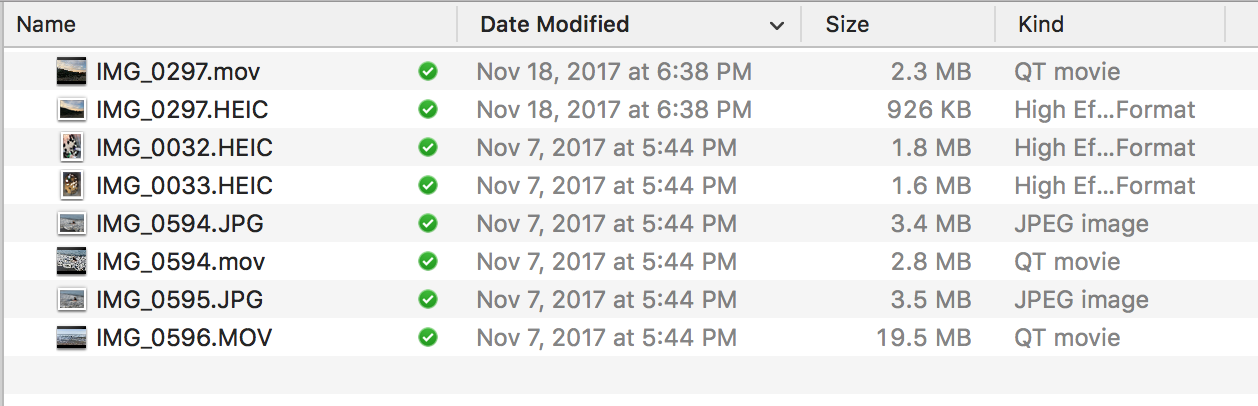 Name Date Modified Size Kind
IMG_0297.mov Nov 18, 2017 at 6:38 PM 2.3 MB QT movie
IMG_0297.HEIC Nov 18, 2017 at 6:38 PM 926 KB High Ef...Format
IMG_0032.HEIC Nov 7, 2017 at 5:44 PM 1.8 MB High Ef...Format
IMG_0033.HEIC Nov 7, 2017 at 5:44 PM 1.6 MB High Ef...Format
IMG_0594.JPG Nov 7, 2017 at 5:44 PM 3.4 MB JPEG image
IMG_0594.mov Nov 7, 2017 at 5:44 PM 2.8 MB QT movie
IMG_0595.JPG Nov 7, 2017 at 5:44 PM 3.5 MB JPEG image
IMG_0596.MOV Nov 7, 2017 at 5:44 PM 19.5 MB QT movie